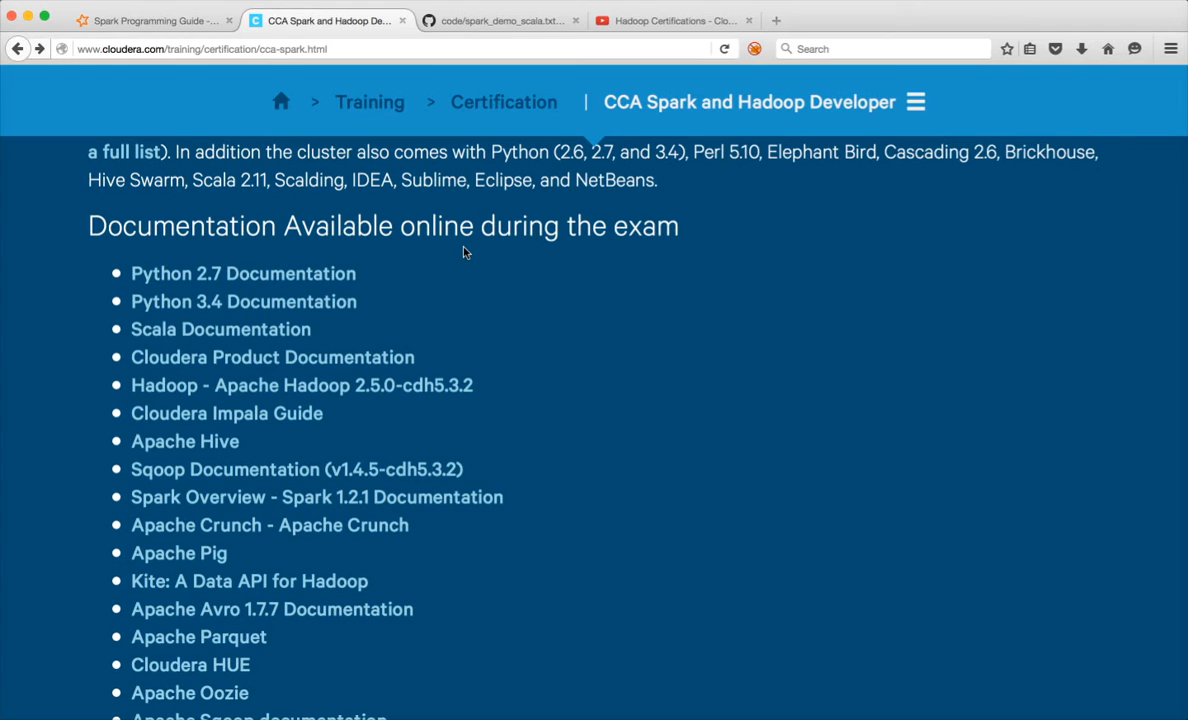 Spark Programming Guide -...
CCA Spark and Hadoop De...
code/spark_demo_scala.txt...
Hadoop Certifications - Clo...
www.cloudera.com/training/certification/cca-spark.html
Search
> Training > Certification | CCA Spark and Hadoop Developer
a full list). In addition the cluster also comes with Python (2.6, 2.7, and 3.4), Perl 5.10, Elephant Bird, Cascading 2.6, Brickhouse,
Hive Swarm, Scala 2.11, Scalding, IDEA, Sublime, Eclipse, and NetBeans.
Documentation Available online during the exam
Python 2.7 Documentation
Python 3.4 Documentation
Scala Documentation
Cloudera Product Documentation
Hadoop - Apache Hadoop 2.5.0-cdh5.3.2
Cloudera Impala Guide
Apache Hive
Sqoop Documentation (v1.4.5-cdh5.3.2)
Spark Overview - Spark 1.2.1 Documentation
Apache Crunch - Apache Crunch
Apache Pig
Kite: A Data API for Hadoop
Apache Avro 1.7.7 Documentation
Apache Parquet
Cloudera HUE
Apache Oozie
Apache Sqoop documentation